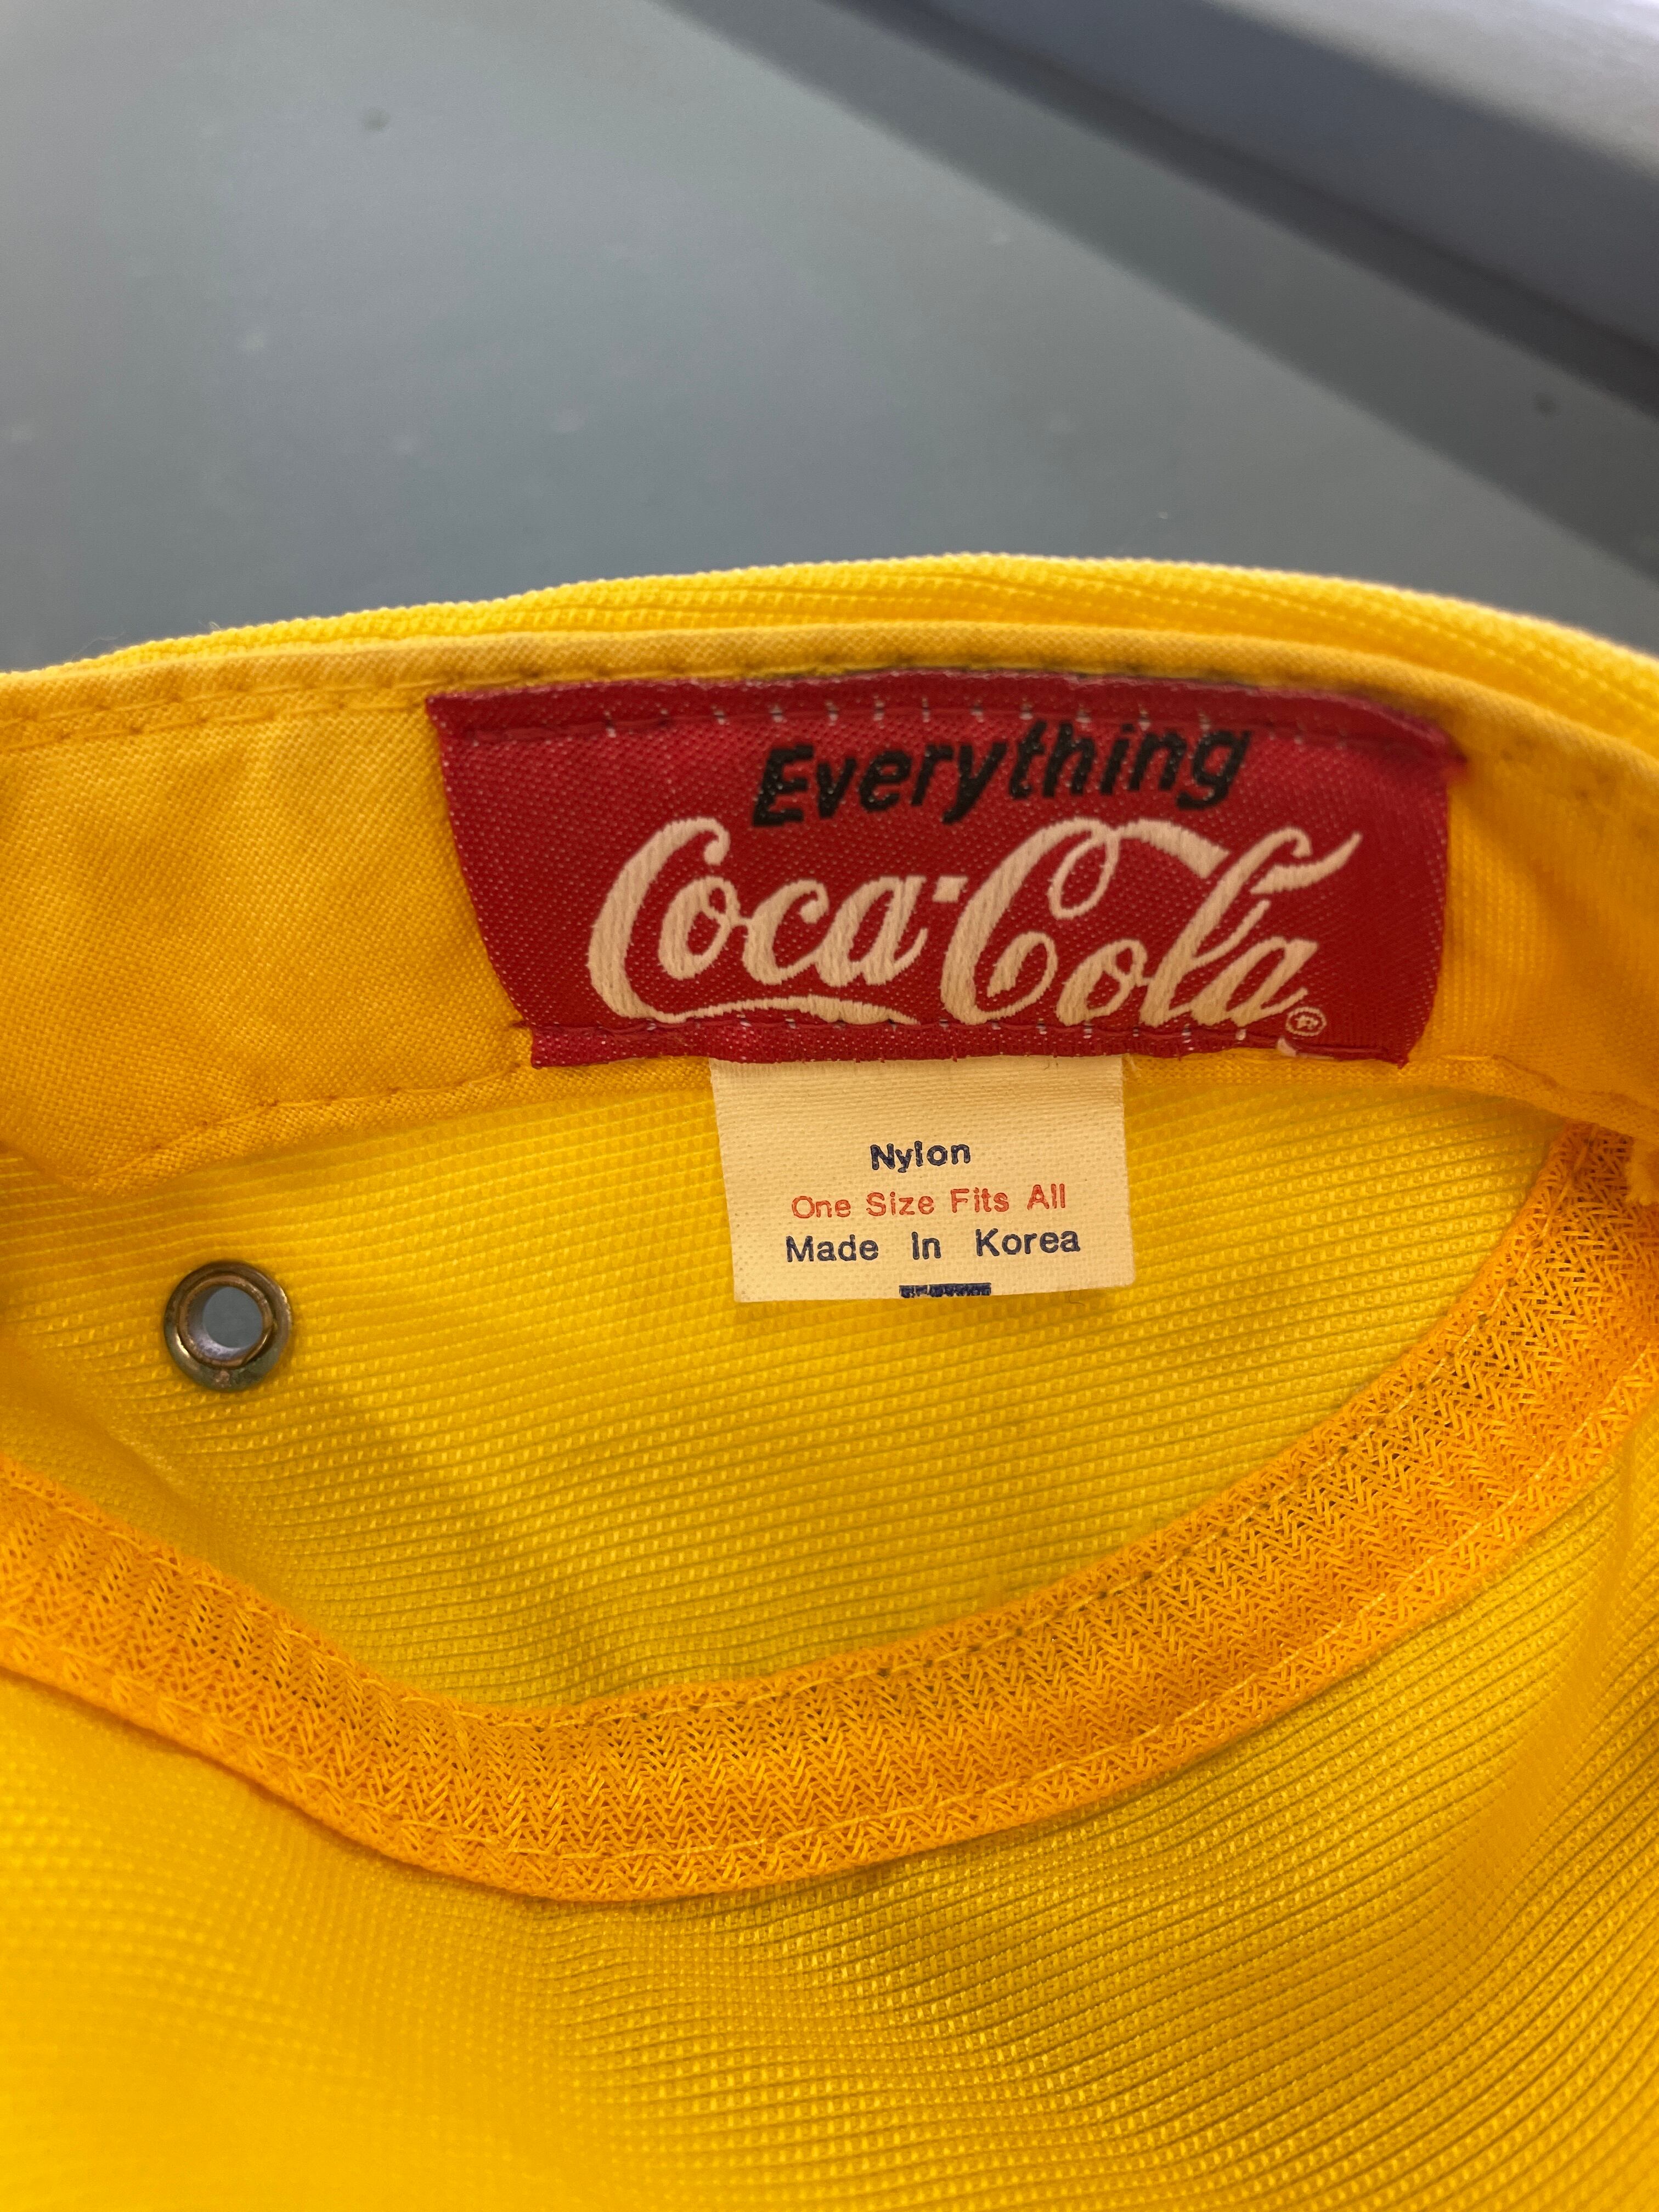 Everything
Coca-Cola®
Nylon
One Size Fits All
Made In Korea